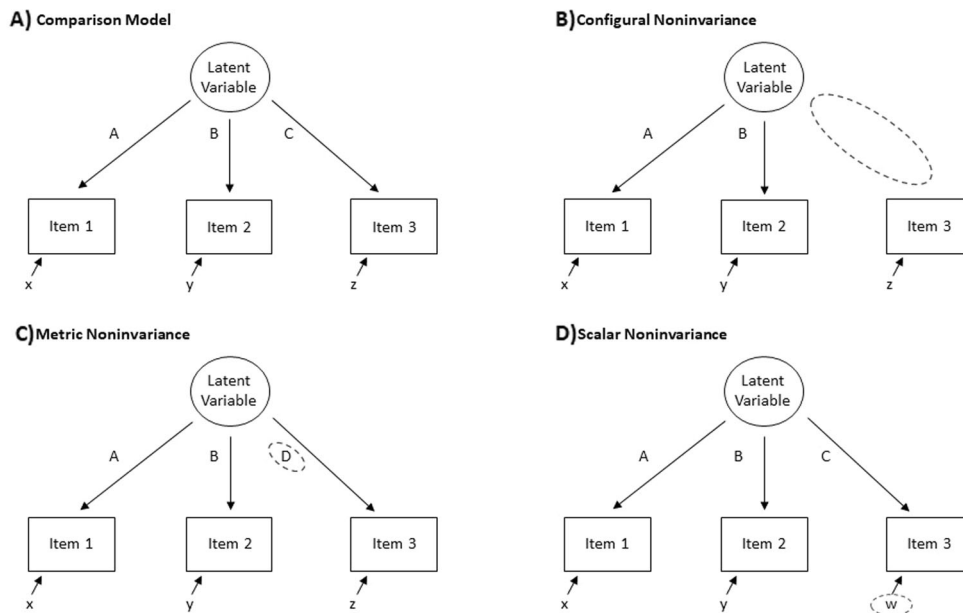 A) Comparison Model
Latent
Variable
A
B
C
Item 1
Item 2
Item 3
x
y
z
B) Configural Noninvariance
Latent
Variable
A
B
Item 1
Item 2
Item 3
x
y
z
C) Metric Noninvariance
Latent
Variable
A
B
D
Item 1
Item 2
Item 3
x
y
z
D) Scalar Noninvariance
Latent
Variable
A
B
C
Item 1
Item 2
Item 3
x
y
w